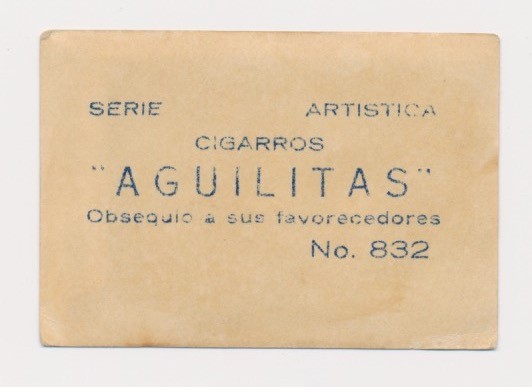 SERIE ARTISTICA
CIGARROS
"AGUILITAS"
Obsequio a sus favorecedores
No. 832